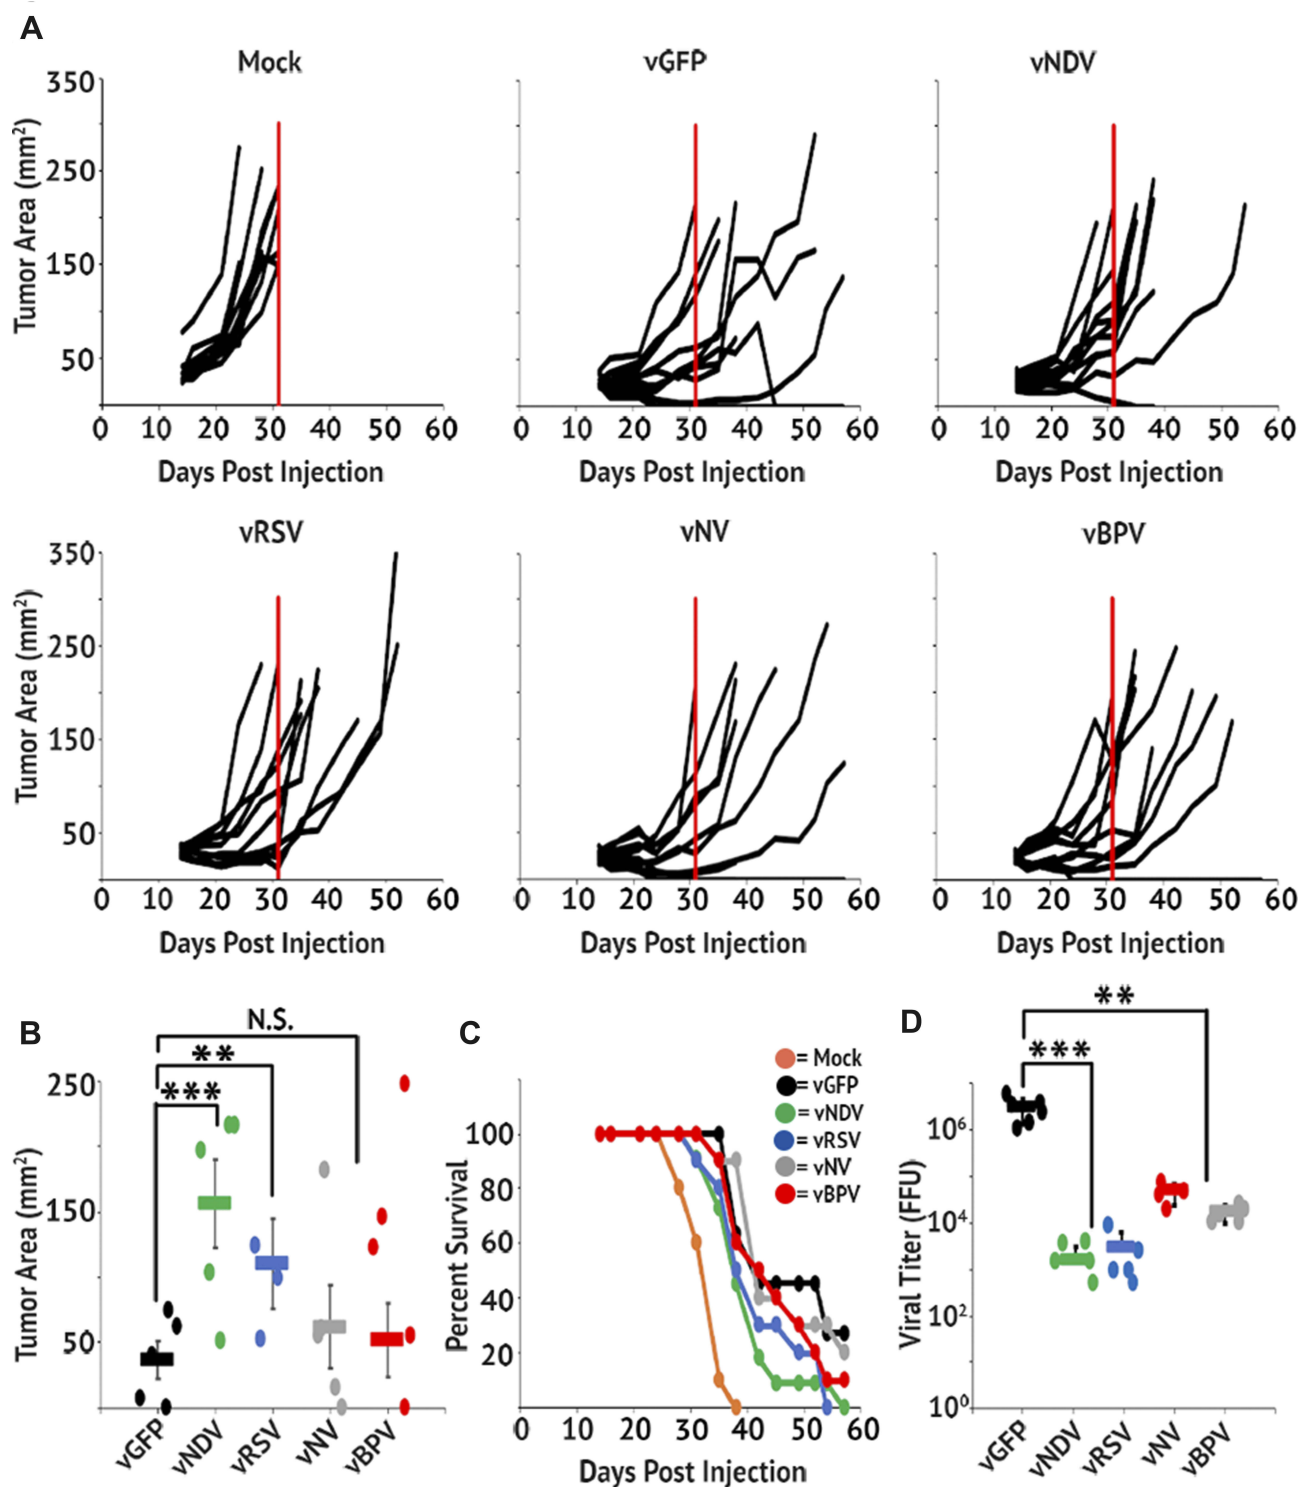 A
Mock
vGFP
vNDV
350
250
150
50
Tumor Area (mm²)
0 10 20 30 40 50 60
0 10 20 30 40 50 60
0 10 20 30 40 50 60
Days Post Injection
Days Post Injection
Days Post Injection
vRSV
vNV
vBPV
350
250
150
50
Tumor Area (mm²)
0 10 20 30 40 50 60
0 10 20 30 40 50 60
0 10 20 30 40 50 60
Days Post Injection
Days Post Injection
Days Post Injection
B
N.S.
**
***
250
150
50
Tumor Area (mm²)
vGFP
vNDV
vRSV
vNV
vBPV
C
= Mock
= vGFP
= vNDV
= vRSV
= vNV
= vBPV
100
80
60
40
20
Percent Survival
0 10 20 30 40 50 60
Days Post Injection
D
**
***
10⁶
10⁴
10²
10⁰
Viral Titer (FFU)
vGFP
vNDV
vRSV
vNV
vBPV